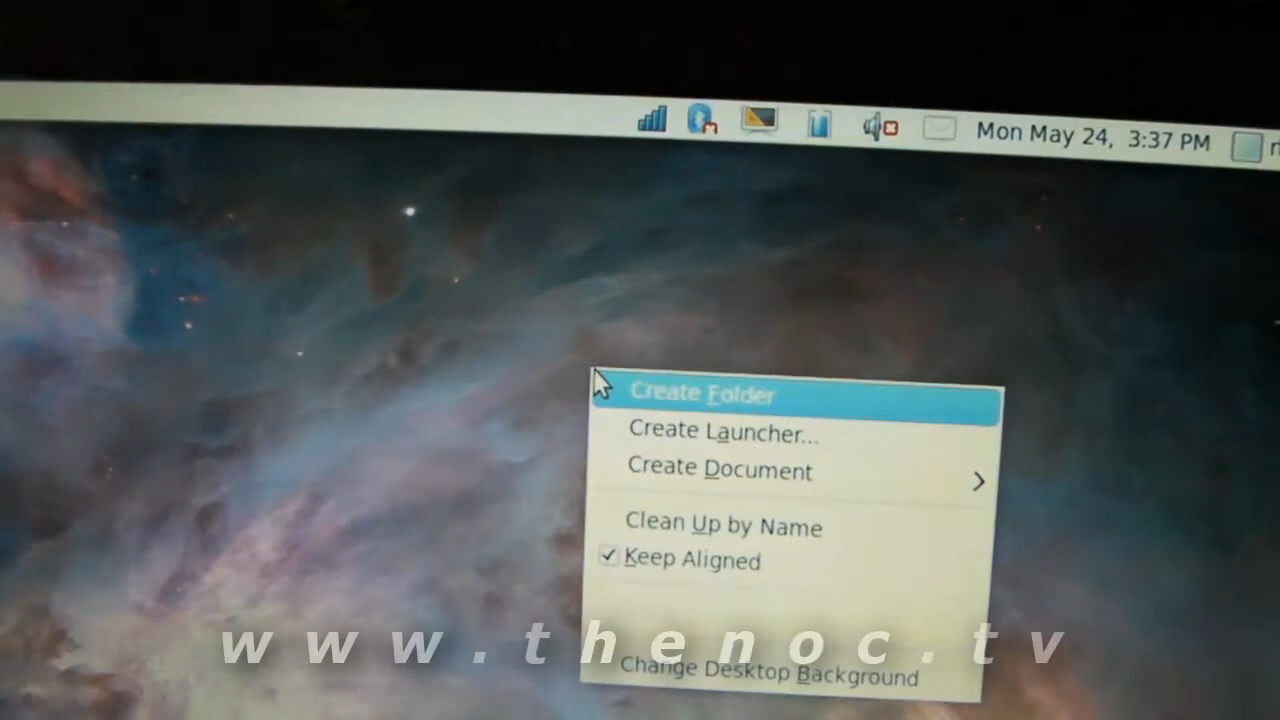 Mon May 24, 3:37 PM
Create Folder
Create Launcher...
Create Document
Clean Up by Name
Keep Aligned
www.thenoc.tv
Change Desktop Background